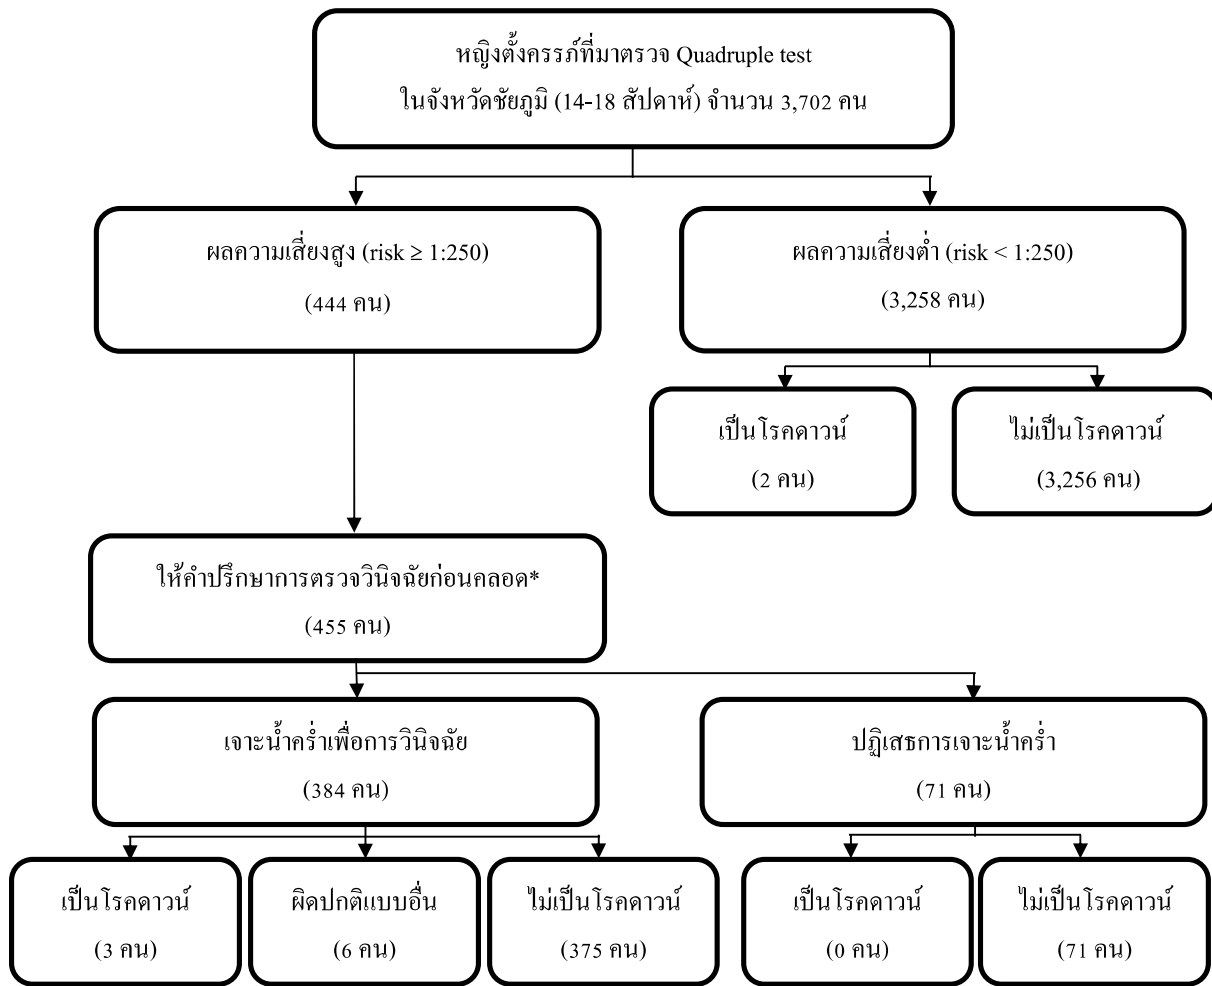 หญิงตั้งครรภ์ที่มาตรวจ Quadruple test
ในจังหวัดชัยภูมิ (14-18 สัปดาห์) จำนวน 3,702 คน
ผลความเสี่ยงสูง (risk ≥ 1:250)
(444 คน)
ผลความเสี่ยงต่ำ (risk < 1:250)
(3,258 คน)
เป็นโรคดาวน์
(2 คน)
ไม่เป็นโรคดาวน์
(3,256 คน)
ให้คำปรึกษาการตรวจวินิจฉัยก่อนคลอด*
(455 คน)
เจาะน้ำคร่ำเพื่อการวินิจฉัย
(384 คน)
ปฏิเสธการเจาะน้ำคร่ำ
(71 คน)
เป็นโรคดาวน์
(3 คน)
ผิดปกติแบบอื่น
(6 คน)
ไม่เป็นโรคดาวน์
(375 คน)
เป็นโรคดาวน์
(0 คน)
ไม่เป็นโรคดาวน์
(71 คน)